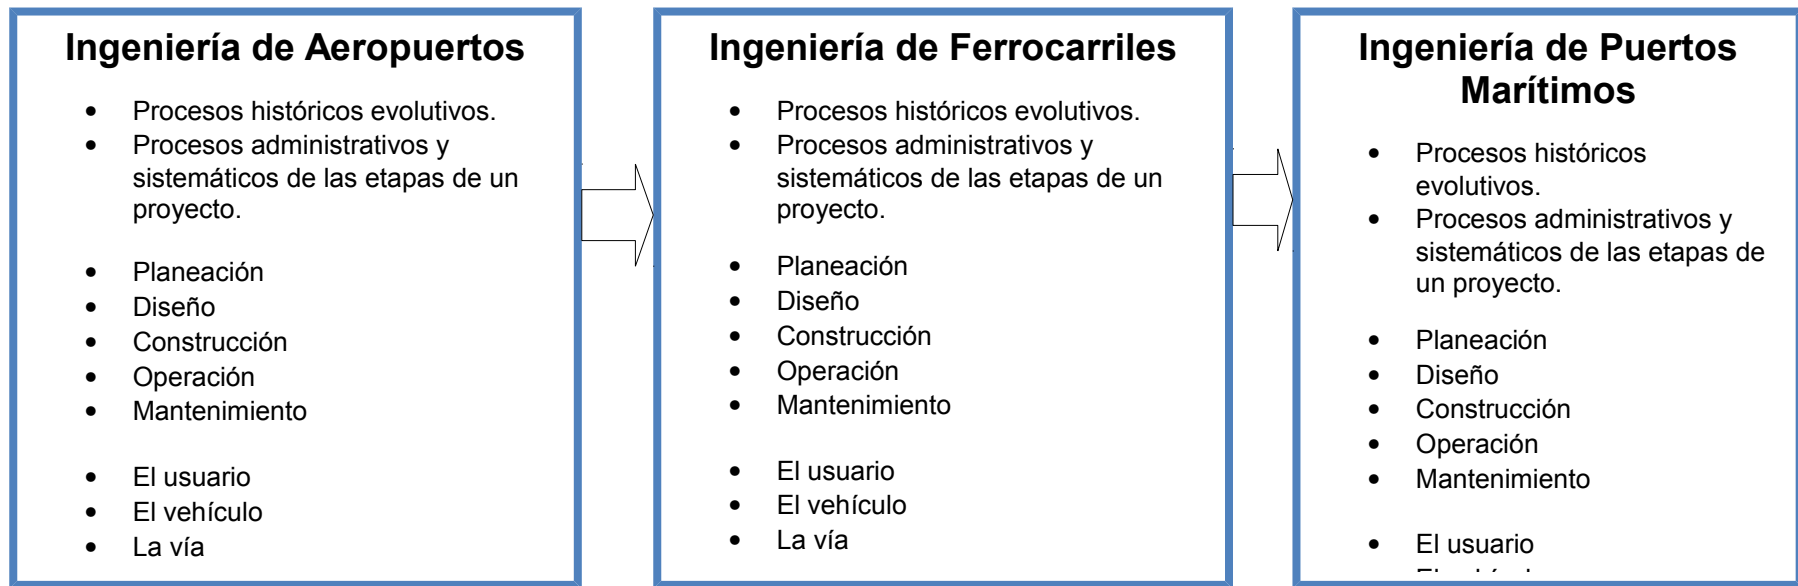 Ingeniería de Aeropuertos
• Procesos históricos evolutivos.
• Procesos administrativos y
sistemáticos de las etapas de un
proyecto.
• Planeación
• Diseño
• Construcción
• Operación
• Mantenimiento
• El usuario
• El vehículo
• La vía
Ingeniería de Ferrocarriles
• Procesos históricos evolutivos.
• Procesos administrativos y
sistemáticos de las etapas de un
proyecto.
• Planeación
• Diseño
• Construcción
• Operación
• Mantenimiento
• El usuario
• El vehículo
• La vía
Ingeniería de Puertos
Marítimos
• Procesos históricos
evolutivos.
• Procesos administrativos y
sistemáticos de las etapas de
un proyecto.
• Planeación
• Diseño
• Construcción
• Operación
• Mantenimiento
• El usuario